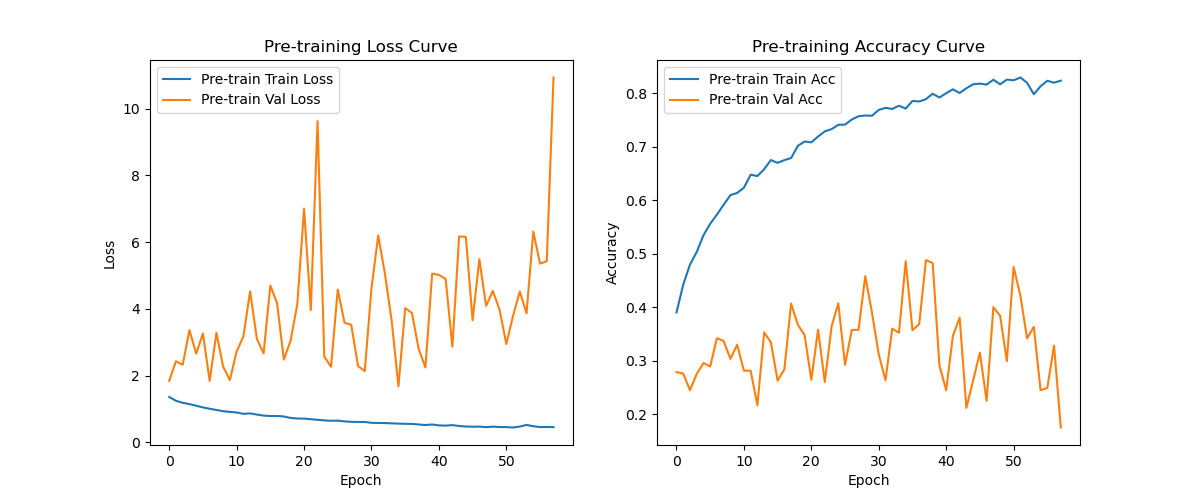 Pre-training Loss Curve
Pre-train Train Loss
Pre-train Val Loss
Loss
10
8
6
4
2
0
0 10 20 30 40 50
Epoch
Pre-training Accuracy Curve
Pre-train Train Acc
Pre-train Val Acc
Accuracy
0.8
0.7
0.6
0.5
0.4
0.3
0.2
0 10 20 30 40 50
Epoch